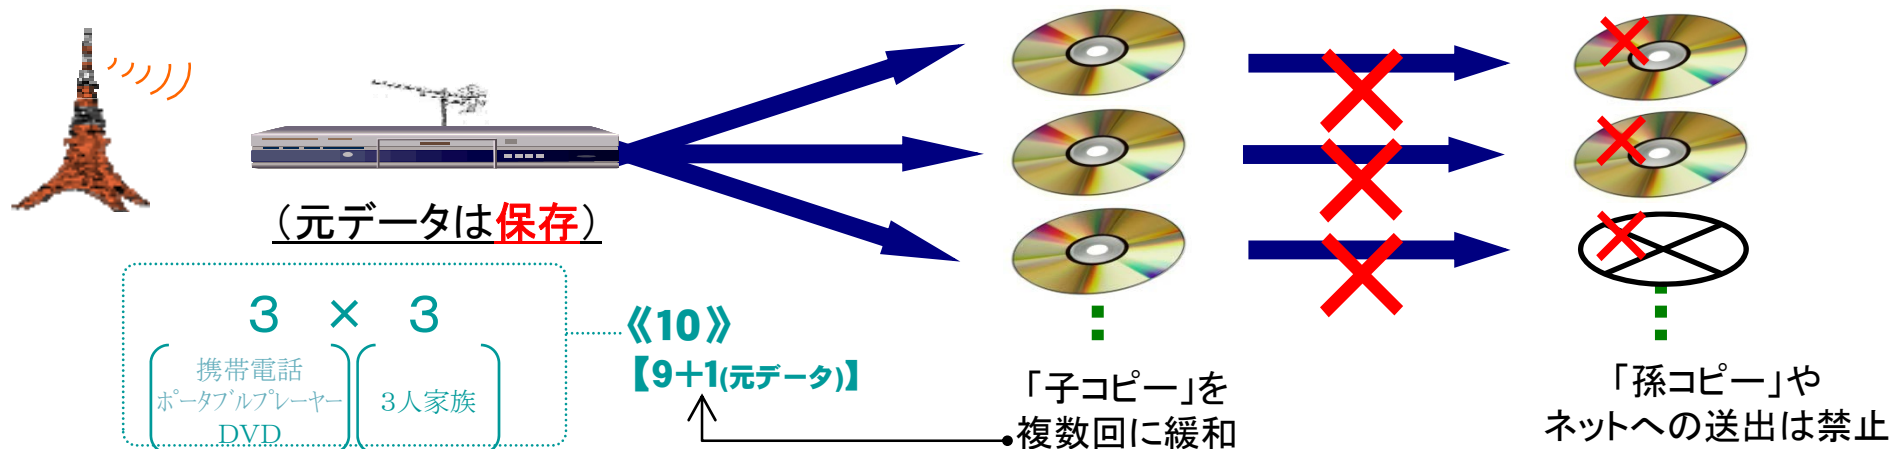 （元データは保存）
３ × ３
携帯電話
ポータブルプレーヤー
DVD
３人家族
《10》
【9＋1(元データ)】
「子コピー」を
複数回に緩和
「孫コピー」や
ネットへの送出は禁止